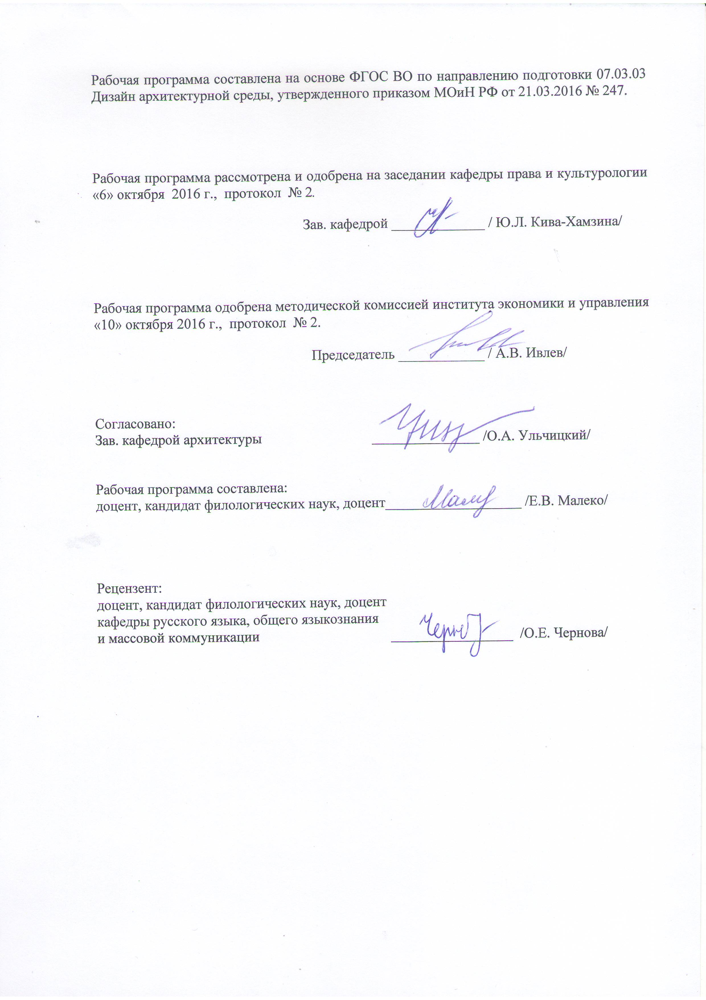 Рабочая программа составлена на основе ФГОС ВО по направлению подготовки 07.03.03
Дизайн архитектурной среды, утвержденного приказом МОиН РФ от 21.03.2016 № 247.
Рабочая программа рассмотрена и одобрена на заседании кафедры права и культурологии
«6» октября 2016 г., протокол № 2.
Зав. кафедрой _____________ / Ю.Л. Кива-Хамзина/
Рабочая программа одобрена методической комиссией института экономики и управления
«10» октября 2016 г., протокол № 2.
Председатель ____________ / А.В. Ивлев/
Согласовано:
Зав. кафедрой архитектуры _______________ /О.А. Ульчицкий/
Рабочая программа составлена:
доцент, кандидат филологических наук, доцент___________________ /Е.В. Малеко/
Рецензент:
доцент, кандидат филологических наук, доцент
кафедры русского языка, общего языкознания
и массовой коммуникации _________________ /О.Е. Чернова/